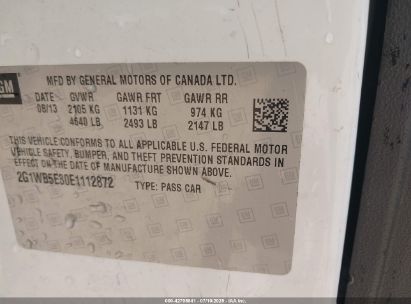 GM
MFD BY GENERAL MOTORS OF CANADA LTD.
DATE GVWR GAWR FRT GAWR RR
08/13 2105 KG 1131 KG 974 KG
4640 LB 2493 LB 2147 LB
THIS VEHICLE CONFORMS TO ALL APPLICABLE U.S. FEDERAL MOTOR
VEHICLE SAFETY, BUMPER, AND THEFT PREVENTION STANDARDS IN
EFFECT ON THE DATE OF MANUFACTURE SHOWN ABOVE.
2G1WB5E30E1112872 TYPE: PASS CAR